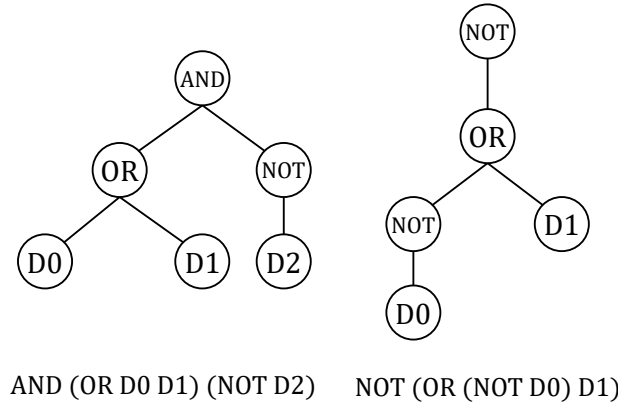 NOT
AND
OR
OR NOT
NOT D1
D0 D1 D2
D0
AND (OR D0 D1) (NOT D2) NOT (OR (NOT D0) D1)